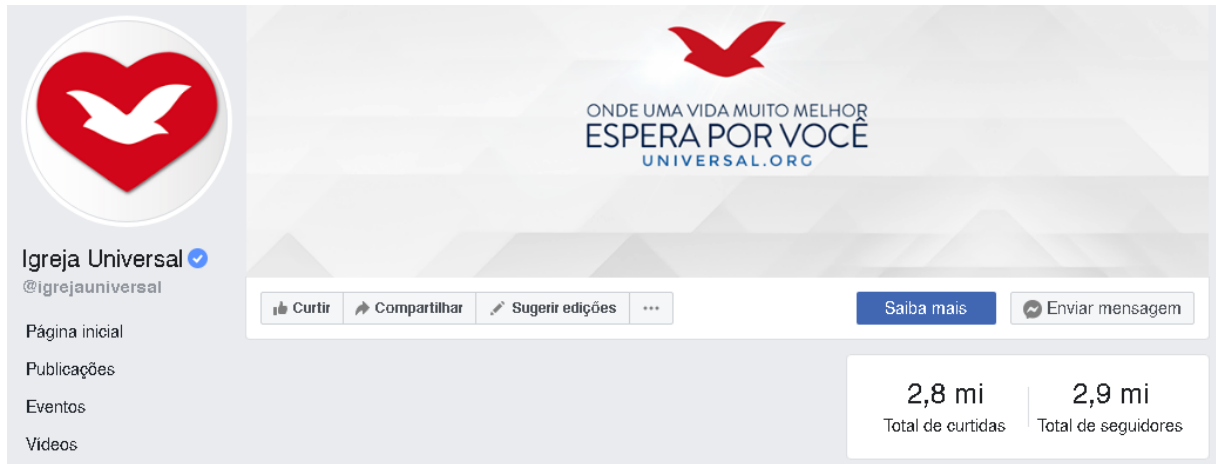 ONDE UMA VIDA MUITO MELHOR
ESPERA POR VOCÊ
UNIVERSAL.ORG
Igreja Universal
@igrejauniversal
Página inicial
Publicações
Eventos
Vídeos
Curtir Compartilhar Sugerir edições ... Saiba mais Enviar mensagem
2,8 mi 2,9 mi
Total de curtidas Total de seguidores